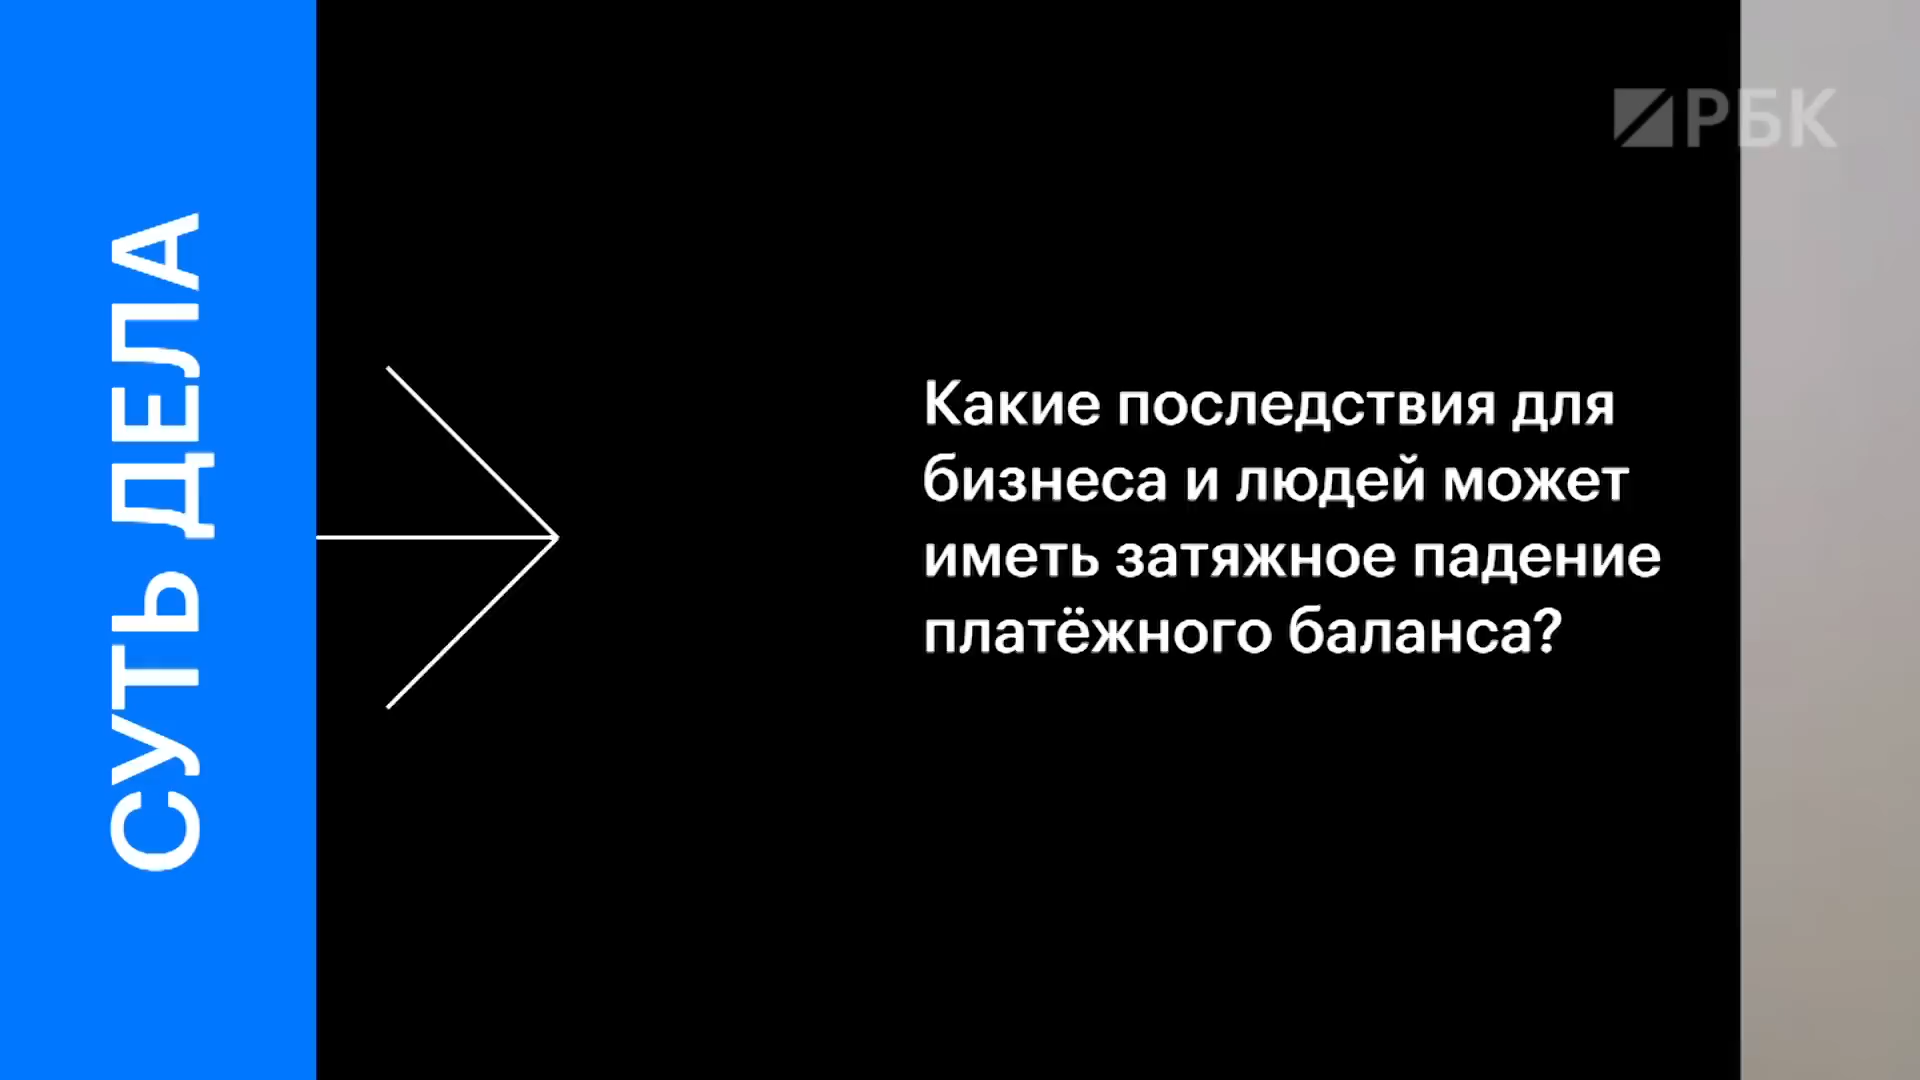 СУТЬ ДЕЛА
РБК
Какие последствия для
бизнеса и людей может
иметь затяжное падение
платёжного баланса?